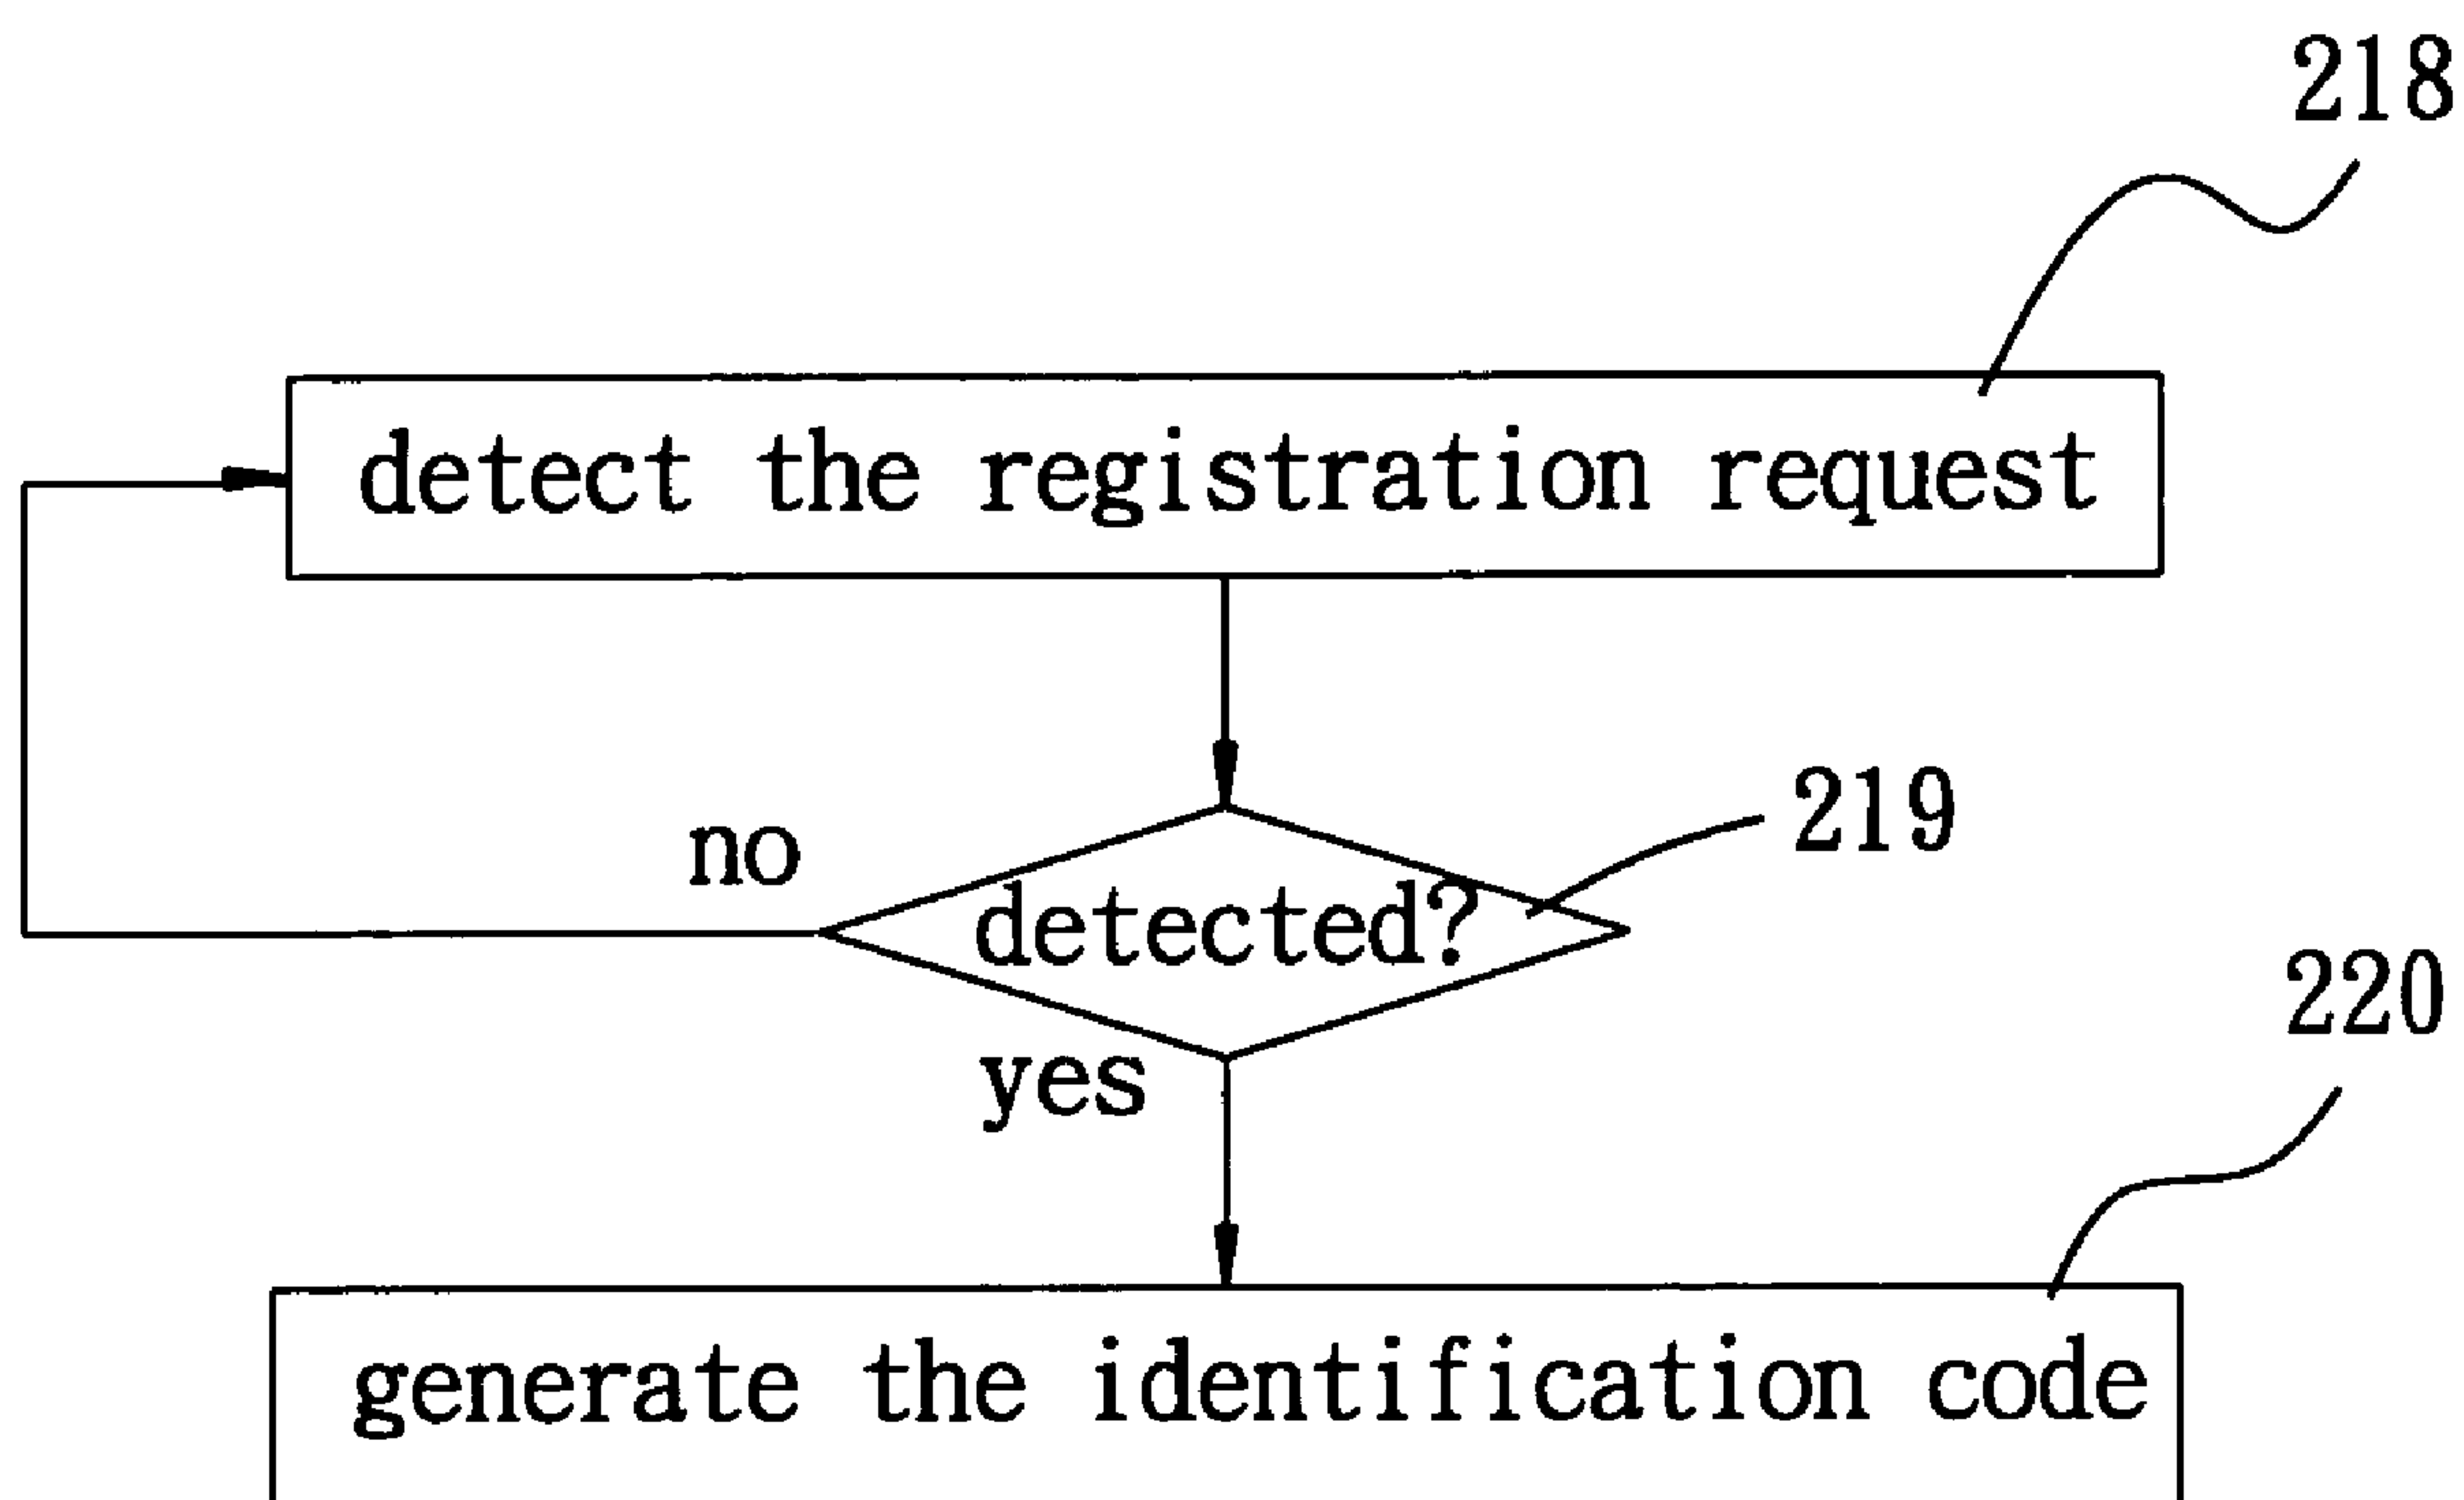 218
detect the registration request
219
no
detected?
220
yes
generate the identification code